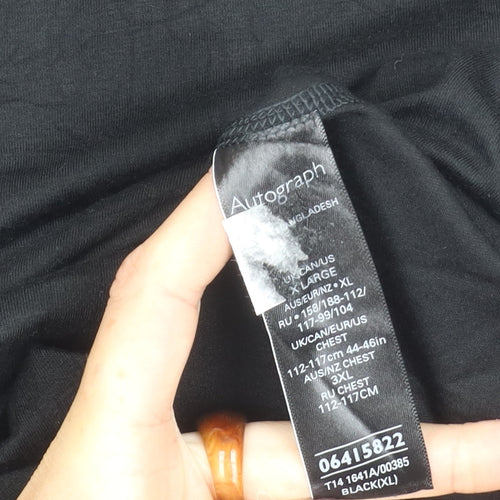 Autograph
NGLADESH
UK/CAN/US
X LARGE
AUS/EUR/NZ • XL
RU • 158/188-112/
117-99/104
UK/CAN/EUR/US
CHEST
112-117cm 44-46in
AUS/NZ CHEST
3XL
RU CHEST
112-117CM
06415822
T14 1641A/00385
BLACK(XL)